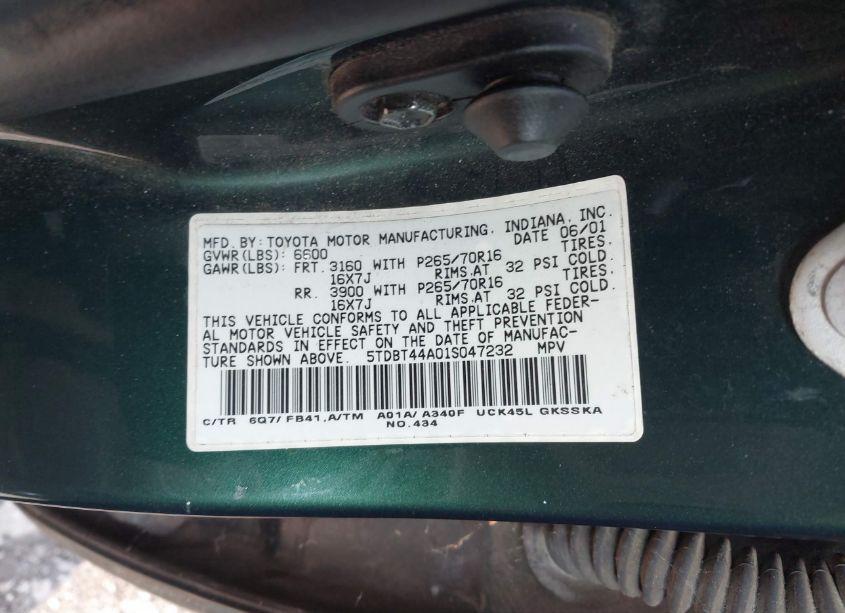 MFD. BY: TOYOTA MOTOR MANUFACTURING, INDIANA, INC.
DATE 06/01
GVWR(LBS): 6600
GAWR(LBS): FRT. 3160 WITH P265/70R16 TIRES.
16X7J RIMS.AT 32 PSI COLD.
RR. 3900 WITH P265/70R16 TIRES.
16X7J RIMS.AT 32 PSI COLD.
THIS VEHICLE CONFORMS TO ALL APPLICABLE FEDER-
AL MOTOR VEHICLE SAFETY AND THEFT PREVENTION
STANDARDS IN EFFECT ON THE DATE OF MANUFAC-
TURE SHOWN ABOVE. 5TDBT44A01S047232 MPV
C/TR 6Q7/ FB41,A/TM A01A/ A340F UCK45L GKSSKA
NO.434